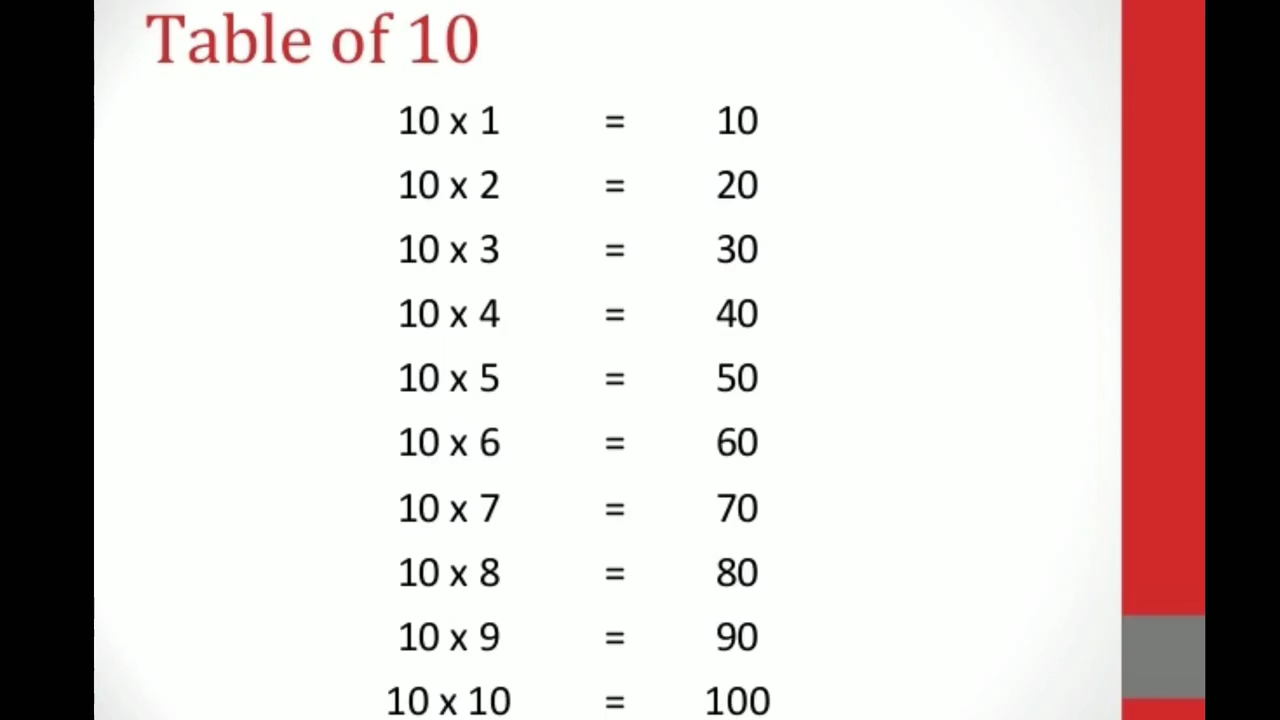 Table of 10
10 x 1 = 10
10 x 2 = 20
10 x 3 = 30
10 x 4 = 40
10 x 5 = 50
10 x 6 = 60
10 x 7 = 70
10 x 8 = 80
10 x 9 = 90
10 x 10 = 100